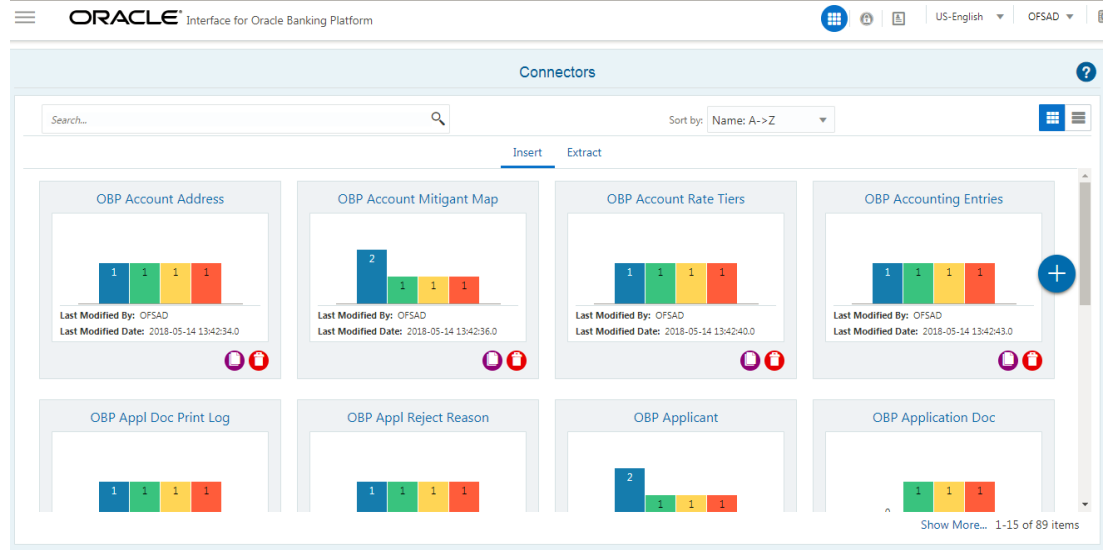 ORACLE® Interface for Oracle Banking Platform
US-English
OFSAD
Connectors
?
Search...
Sort by: Name: A->Z
Insert Extract
OBP Account Address
1 1 1 1
Last Modified By: OFSAD
Last Modified Date: 2018-05-14 13:42:34.0
OBP Account Mitigant Map
2 1 1 1
Last Modified By: OFSAD
Last Modified Date: 2018-05-14 13:42:36.0
OBP Account Rate Tiers
1 1 1 1
Last Modified By: OFSAD
Last Modified Date: 2018-05-14 13:42:40.0
OBP Accounting Entries
1 1 1 1
Last Modified By: OFSAD
Last Modified Date: 2018-05-14 13:42:43.0
OBP Appl Doc Print Log
1 1 1 1
OBP Appl Reject Reason
1 1 1 1
OBP Applicant
2 1 1 1
OBP Application Doc
1 1 1
Show More... 1-15 of 89 items